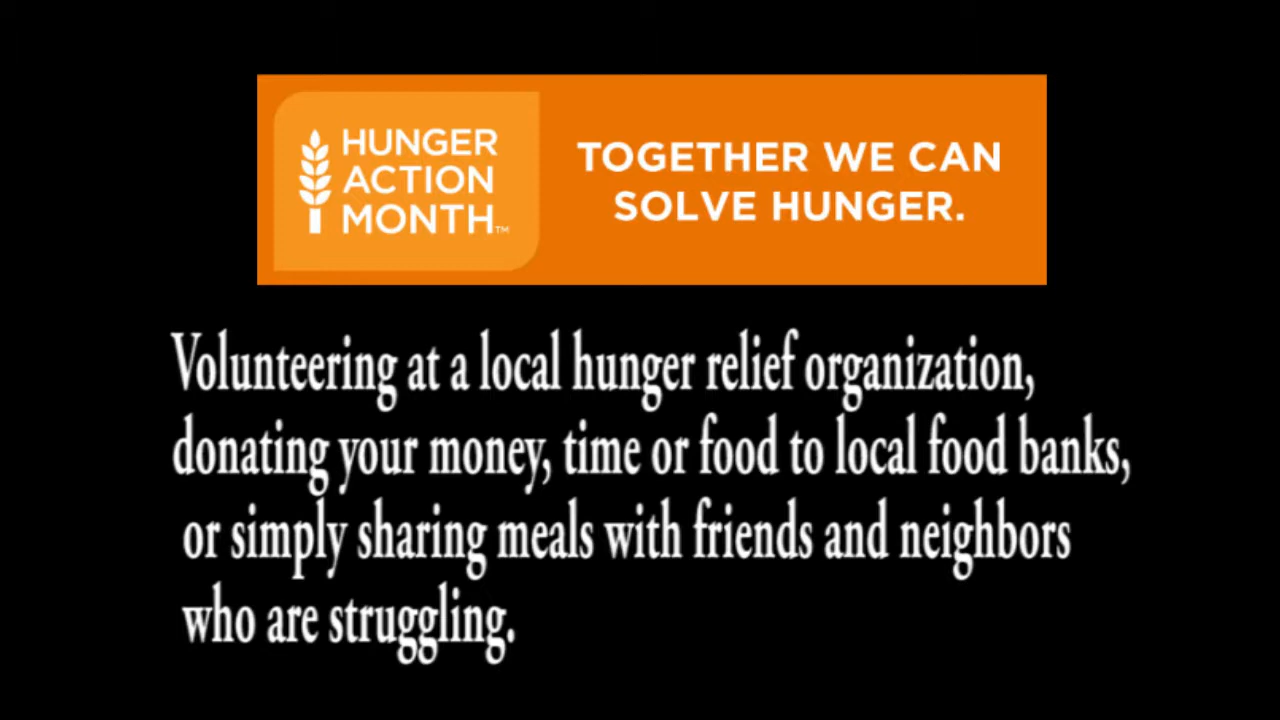 HUNGER
ACTION
MONTH™
TOGETHER WE CAN
SOLVE HUNGER.
Volunteering at a local hunger relief organization,
donating your money, time or food to local food banks,
or simply sharing meals with friends and neighbors
who are struggling.